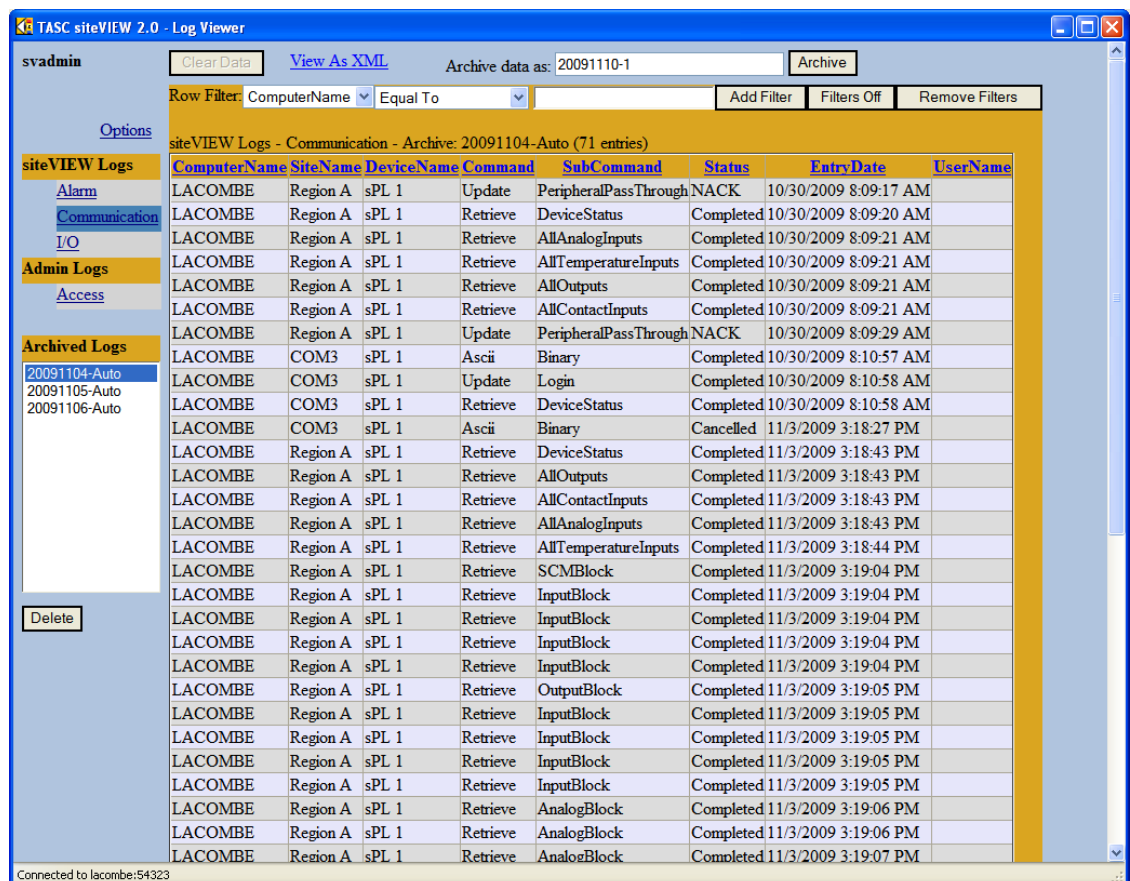 TASC siteVIEW 2.0 - Log Viewer
svadmin
Clear Data View As XML Archive data as: 20091110-1 Archive
Row Filter: ComputerName Equal To Add Filter Filters Off Remove Filters
Options
siteVIEW Logs
Alarm
Communication
I/O
Admin Logs
Access
Archived Logs
20091104-Auto
20091105-Auto
20091106-Auto
Delete
siteVIEW Logs - Communication - Archive: 20091104-Auto (71 entries)
ComputerName SiteName DeviceName Command SubCommand Status EntryDate UserName
LACOMBE Region A sPL 1 Update PeripheralPassThrough NACK 10/30/2009 8:09:17 AM
LACOMBE Region A sPL 1 Retrieve DeviceStatus Completed 10/30/2009 8:09:20 AM
LACOMBE Region A sPL 1 Retrieve AllAnalogInputs Completed 10/30/2009 8:09:21 AM
LACOMBE Region A sPL 1 Retrieve AllTemperatureInputs Completed 10/30/2009 8:09:21 AM
LACOMBE Region A sPL 1 Retrieve AllOutputs Completed 10/30/2009 8:09:21 AM
LACOMBE Region A sPL 1 Retrieve AllContactInputs Completed 10/30/2009 8:09:21 AM
LACOMBE Region A sPL 1 Update PeripheralPassThrough NACK 10/30/2009 8:09:29 AM
LACOMBE COM3 sPL 1 Ascii Binary Completed 10/30/2009 8:10:57 AM
LACOMBE COM3 sPL 1 Update Login Completed 10/30/2009 8:10:58 AM
LACOMBE COM3 sPL 1 Retrieve DeviceStatus Completed 10/30/2009 8:10:58 AM
LACOMBE COM3 sPL 1 Ascii Binary Cancelled 11/3/2009 3:18:27 PM
LACOMBE Region A sPL 1 Retrieve DeviceStatus Completed 11/3/2009 3:18:43 PM
LACOMBE Region A sPL 1 Retrieve AllOutputs Completed 11/3/2009 3:18:43 PM
LACOMBE Region A sPL 1 Retrieve AllContactInputs Completed 11/3/2009 3:18:43 PM
LACOMBE Region A sPL 1 Retrieve AllAnalogInputs Completed 11/3/2009 3:18:43 PM
LACOMBE Region A sPL 1 Retrieve AllTemperatureInputs Completed 11/3/2009 3:18:44 PM
LACOMBE Region A sPL 1 Retrieve SCMBlock Completed 11/3/2009 3:19:04 PM
LACOMBE Region A sPL 1 Retrieve InputBlock Completed 11/3/2009 3:19:04 PM
LACOMBE Region A sPL 1 Retrieve InputBlock Completed 11/3/2009 3:19:04 PM
LACOMBE Region A sPL 1 Retrieve InputBlock Completed 11/3/2009 3:19:04 PM
LACOMBE Region A sPL 1 Retrieve InputBlock Completed 11/3/2009 3:19:04 PM
LACOMBE Region A sPL 1 Retrieve OutputBlock Completed 11/3/2009 3:19:05 PM
LACOMBE Region A sPL 1 Retrieve InputBlock Completed 11/3/2009 3:19:05 PM
LACOMBE Region A sPL 1 Retrieve InputBlock Completed 11/3/2009 3:19:05 PM
LACOMBE Region A sPL 1 Retrieve InputBlock Completed 11/3/2009 3:19:05 PM
LACOMBE Region A sPL 1 Retrieve InputBlock Completed 11/3/2009 3:19:05 PM
LACOMBE Region A sPL 1 Retrieve AnalogBlock Completed 11/3/2009 3:19:06 PM
LACOMBE Region A sPL 1 Retrieve AnalogBlock Completed 11/3/2009 3:19:06 PM
LACOMBE Region A sPL 1 Retrieve AnalogBlock Completed 11/3/2009 3:19:07 PM
Connected to lacombe:54323